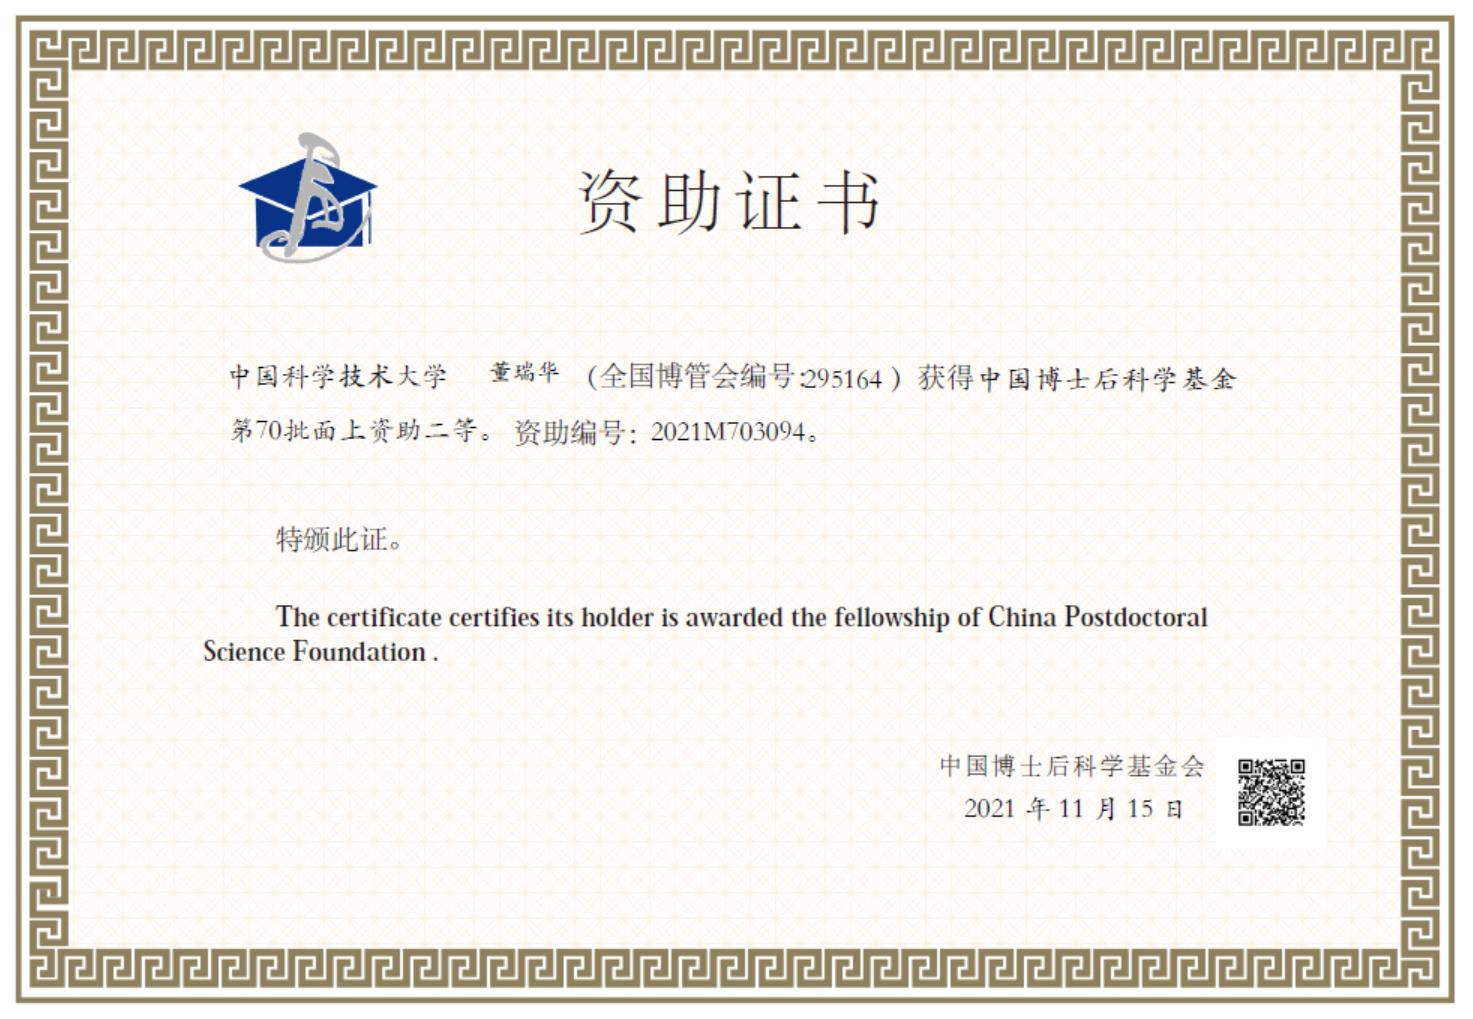 资助证书
中国科学技术大学 董瑞华 （全国博管会编号:295164 ）获得中国博士后科学基金
第70批面上资助二等。资助编号：2021M703094。
特颁此证。
The certificate certifies its holder is awarded the fellowship of China Postdoctoral
Science Foundation .
中国博士后科学基金会
2021 年 11 月 15 日